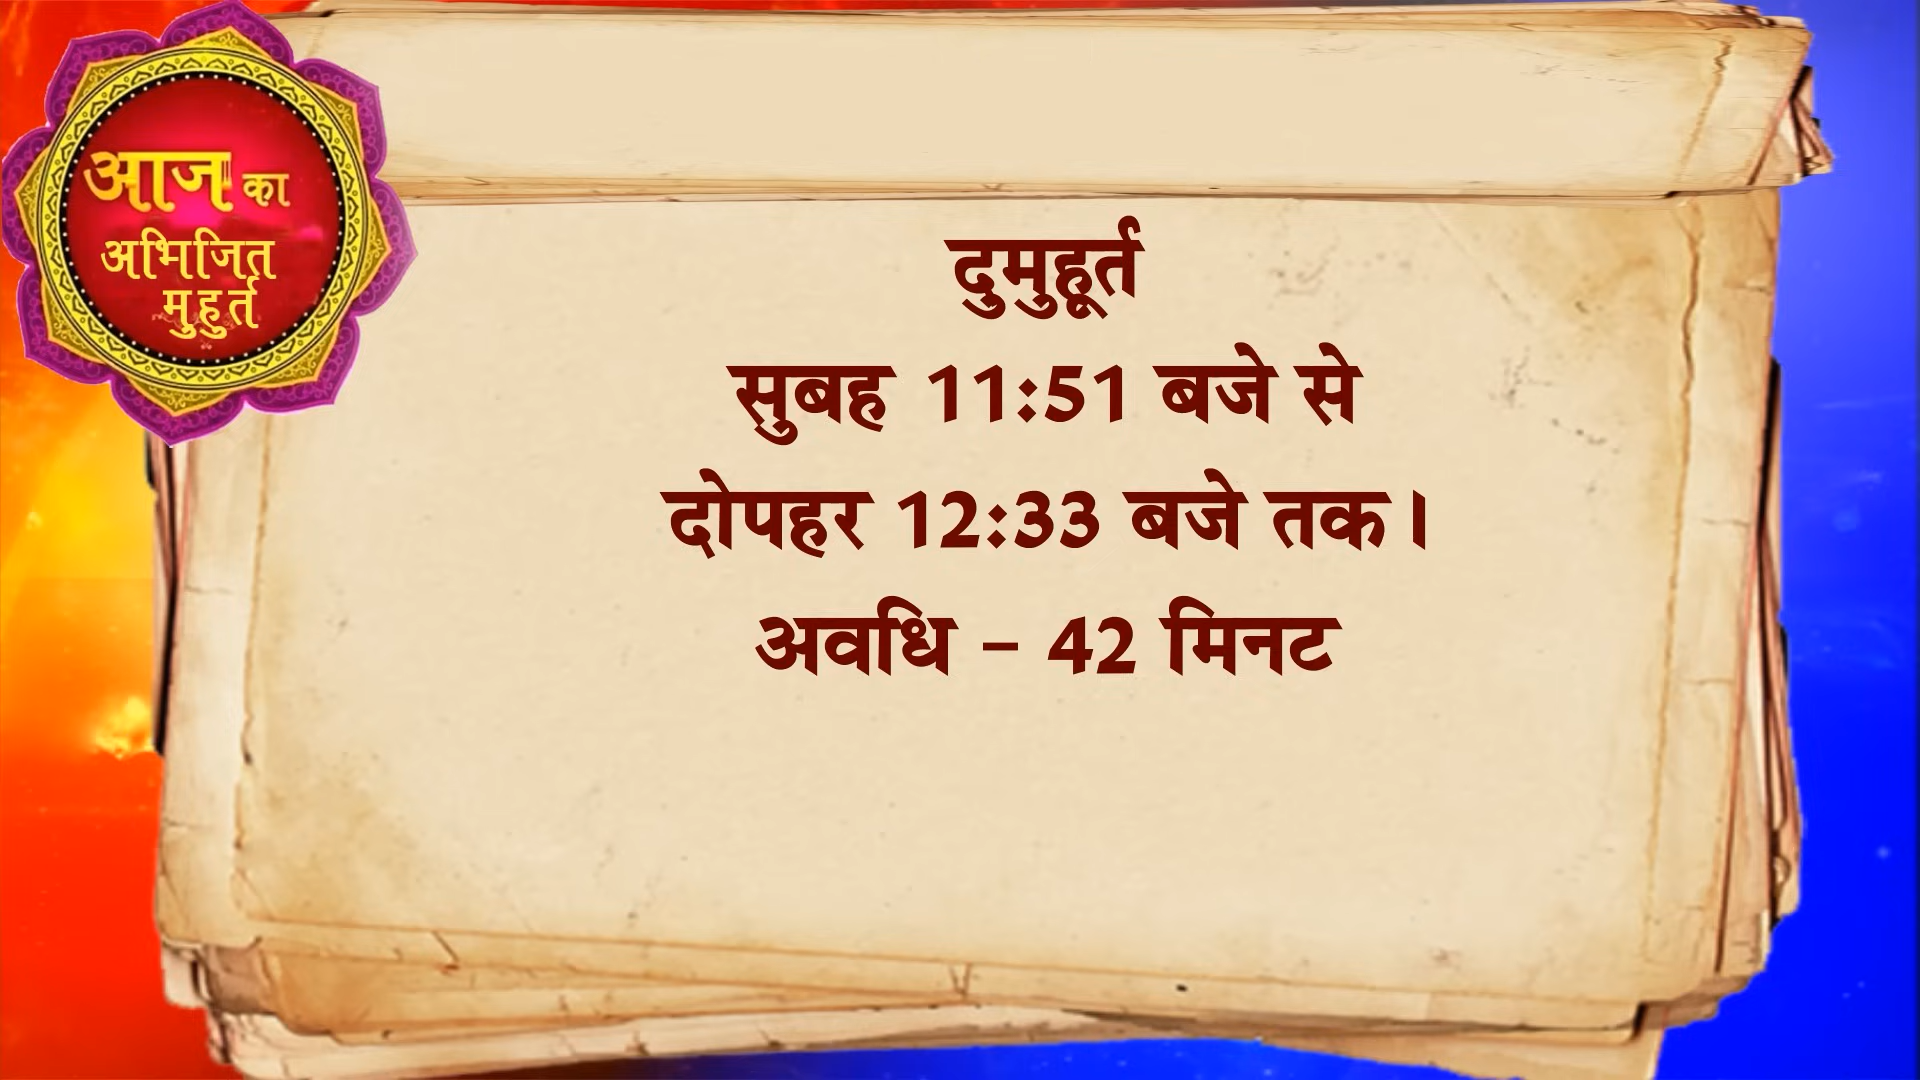 आज का
अभिजित
मुहुर्त
दुमुहूर्त
सुबह 11:51 बजे से
दोपहर 12:33 बजे तक।
अवधि – 42 मिनट